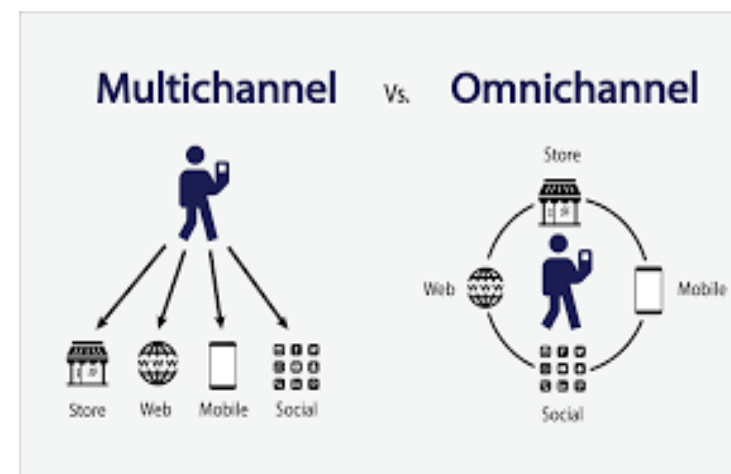 Multichannel Vs. Omnichannel
Store
Web
Mobile
Store Web Mobile Social
Social